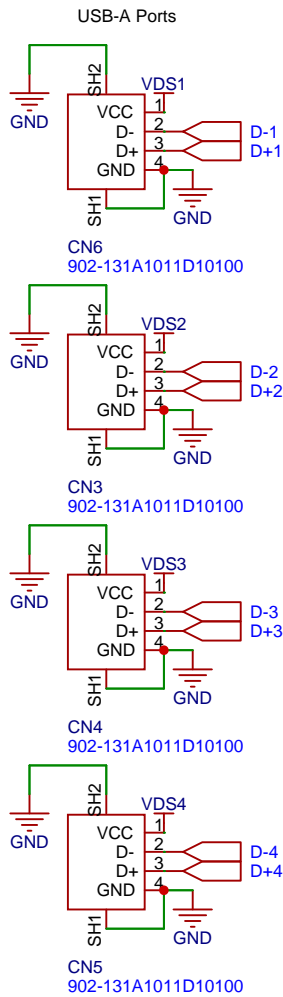 USB-A Ports
SH2
VDS1
VCC 1
D- 2 D-1
D+ 3 D+1
GND 4
GND
SH1
GND
CN6
902-131A1011D10100
SH2
VDS2
VCC 1
D- 2 D-2
D+ 3 D+2
GND 4
GND
SH1
GND
CN3
902-131A1011D10100
SH2
VDS3
VCC 1
D- 2 D-3
D+ 3 D+3
GND 4
GND
SH1
GND
CN4
902-131A1011D10100
SH2
VDS4
VCC 1
D- 2 D-4
D+ 3 D+4
GND 4
GND
SH1
GND
CN5
902-131A1011D10100